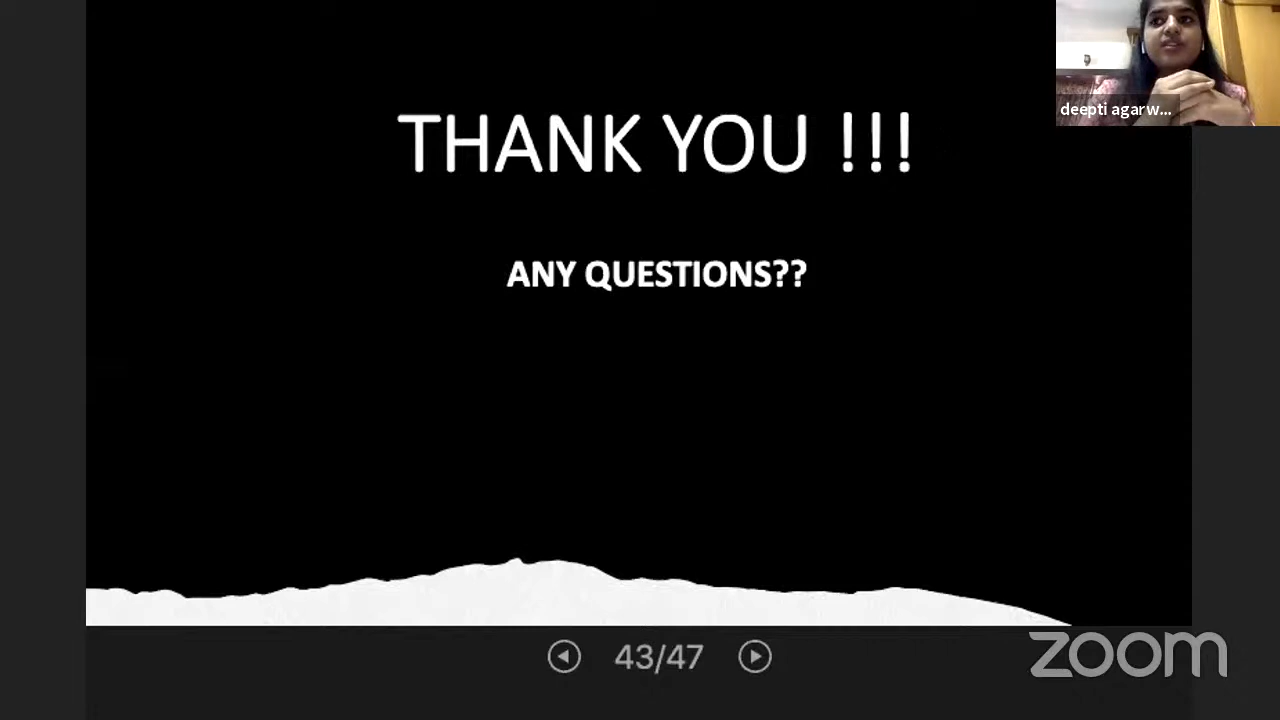 THANK YOU !!!
ANY QUESTIONS??
deepti agarw...
43/47
zoom